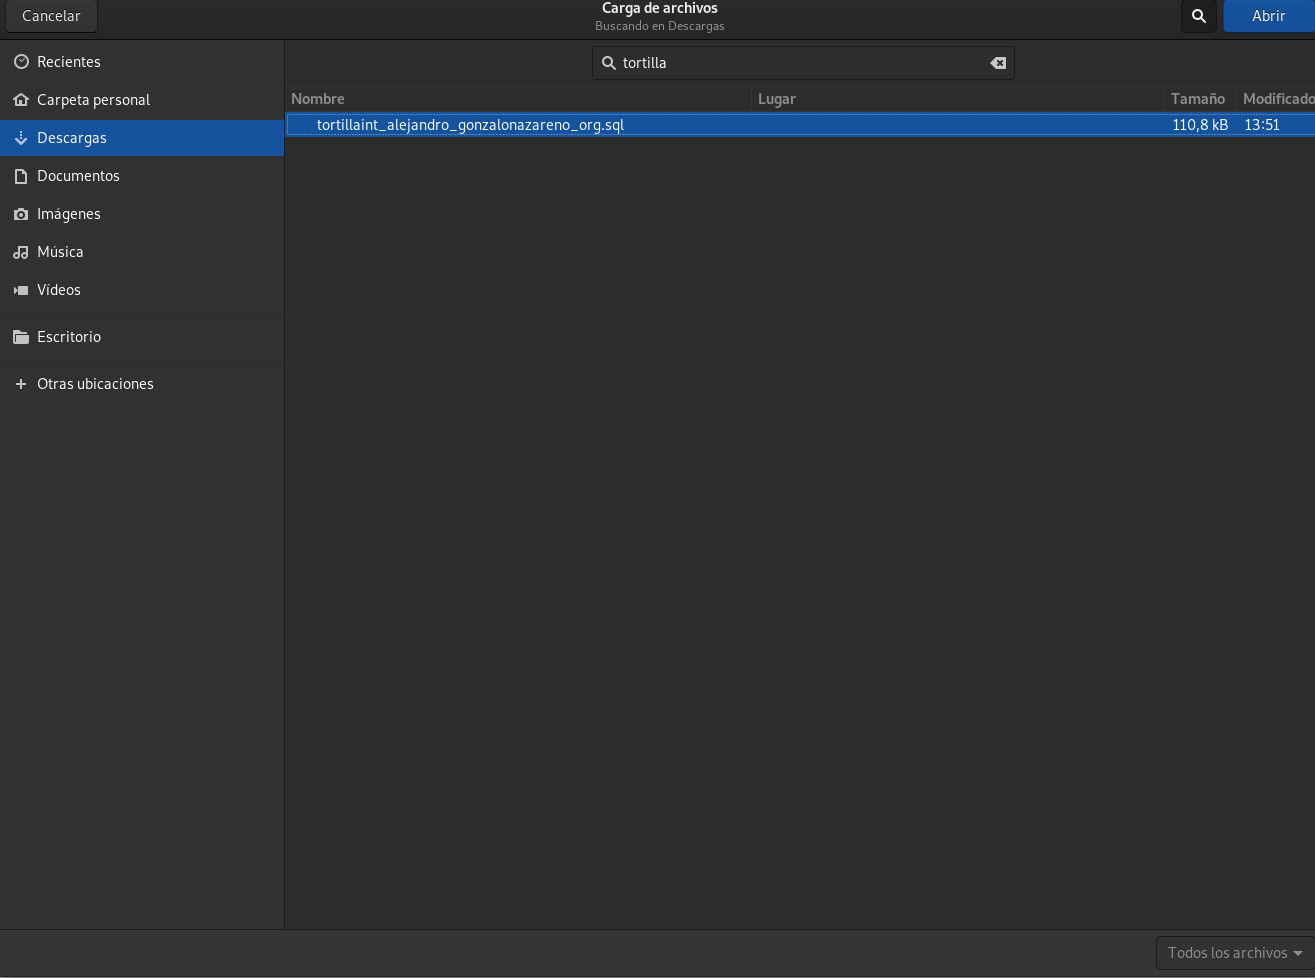 Cancelar
Carga de archivos
Buscando en Descargas
Abrir
Recientes
Carpeta personal
Descargas
Documentos
Imágenes
Música
Vídeos
Escritorio
Otras ubicaciones
tortilla
Nombre Lugar Tamaño Modificado
tortillaint_alejandro_gonzalonazareno_org.sql 110,8 kB 13:51
Todos los archivos